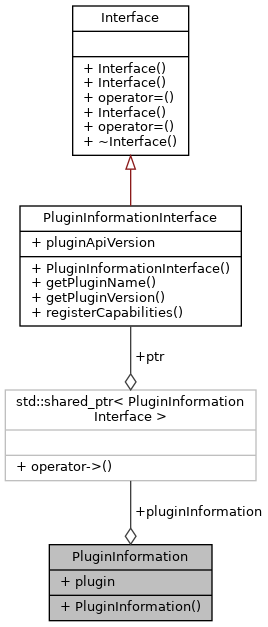 Interface
+ Interface()
+ Interface()
+ operator=()
+ Interface()
+ operator=()
+ ~Interface()
PluginInformationInterface
+ pluginApiVersion
+ PluginInformationInterface()
+ getPluginName()
+ getPluginVersion()
+ registerCapabilities()
+ptr
std::shared_ptr< PluginInformation
Interface >
+ operator->()
+pluginInformation
PluginInformation
+ plugin
+ PluginInformation()